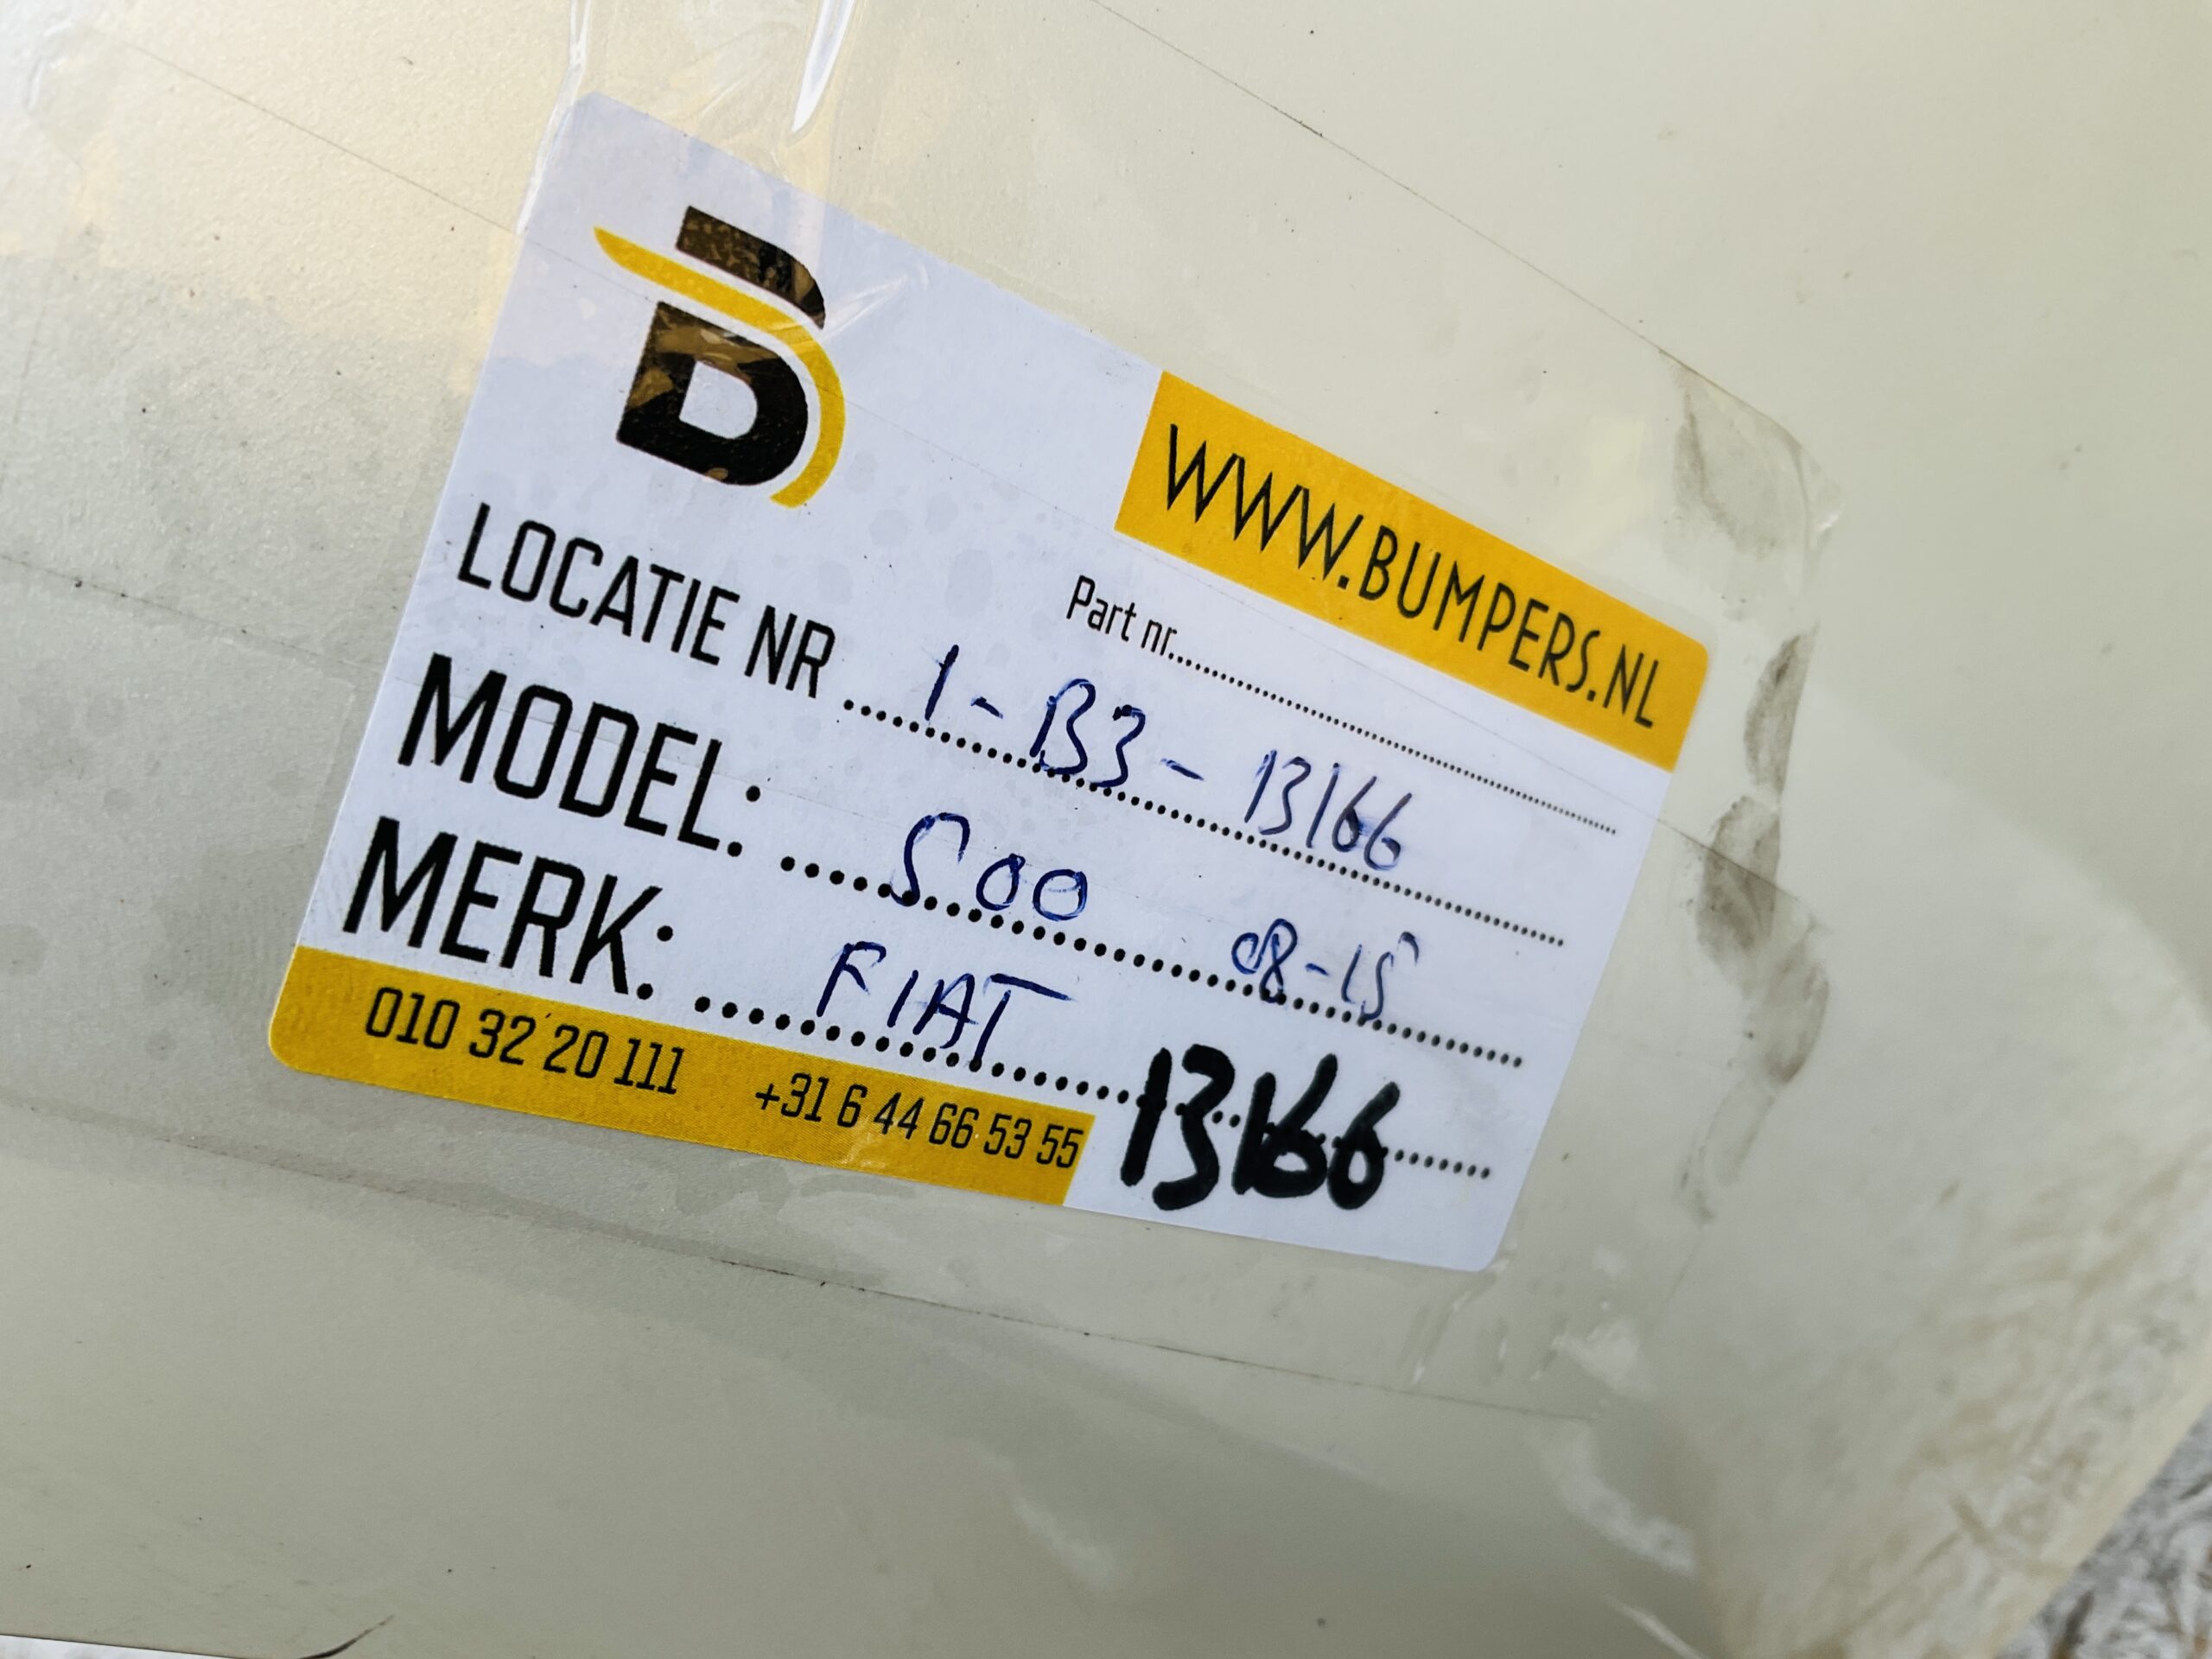 B
WWW.BUMPERS.NL
Part nr....................
LOCATIE NR .... 1-B3-13166
MODEL: .... 500 08-15
MERK: .... FIAT
13166
010 32 20 111 +31 6 44 66 53 55